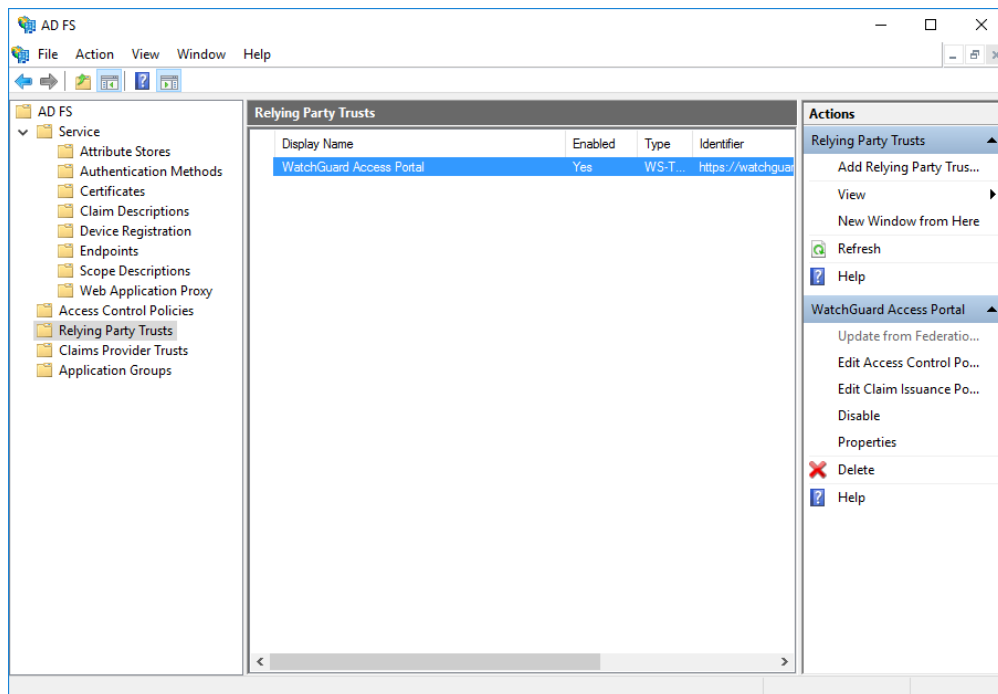 AD FS
File Action View Window Help
AD FS
Service
Attribute Stores
Authentication Methods
Certificates
Claim Descriptions
Device Registration
Endpoints
Scope Descriptions
Web Application Proxy
Access Control Policies
Relying Party Trusts
Claims Provider Trusts
Application Groups
Relying Party Trusts
Display Name Enabled Type Identifier
WatchGuard Access Portal Yes WS-T... https://watchguar
Actions
Relying Party Trusts
Add Relying Party Trus...
View
New Window from Here
Refresh
Help
WatchGuard Access Portal
Update from Federatio...
Edit Access Control Po...
Edit Claim Issuance Po...
Disable
Properties
Delete
Help